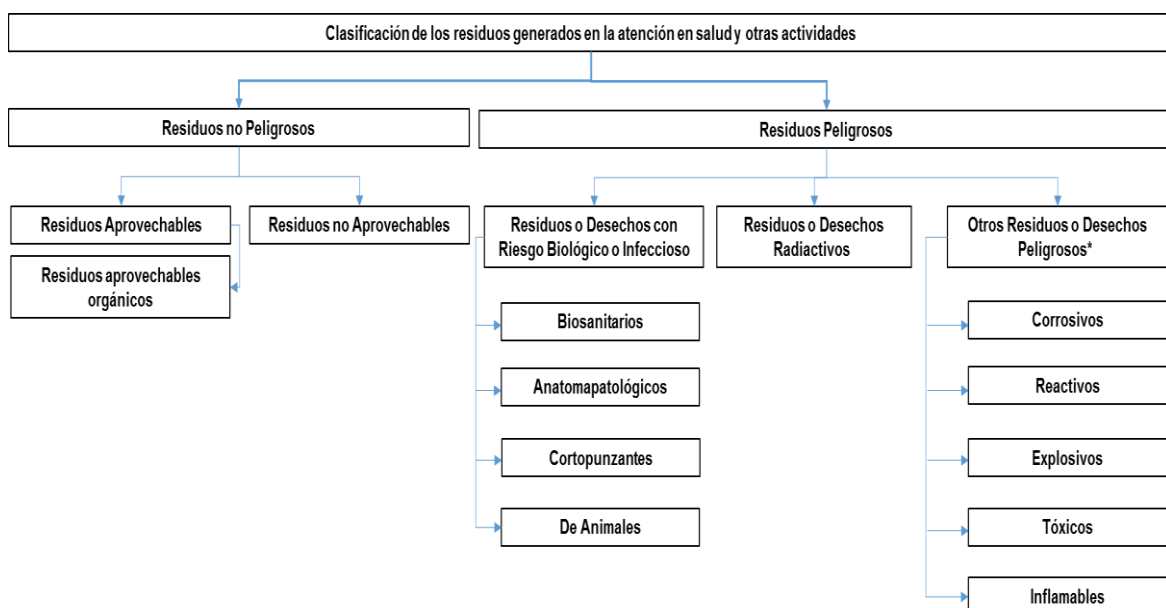 Clasificación de los residuos generados en la atención en salud y otras actividades
Residuos no Peligrosos
Residuos Peligrosos
Residuos Aprovechables
Residuos no Aprovechables
Residuos o Desechos con
Riesgo Biológico o Infeccioso
Residuos o Desechos
Radiactivos
Otros Residuos o Desechos
Peligrosos*
Residuos aprovechables
orgánicos
Biosanitarios
Anatomapatológicos
Cortopunzantes
De Animales
Corrosivos
Reactivos
Explosivos
Tóxicos
Inflamables